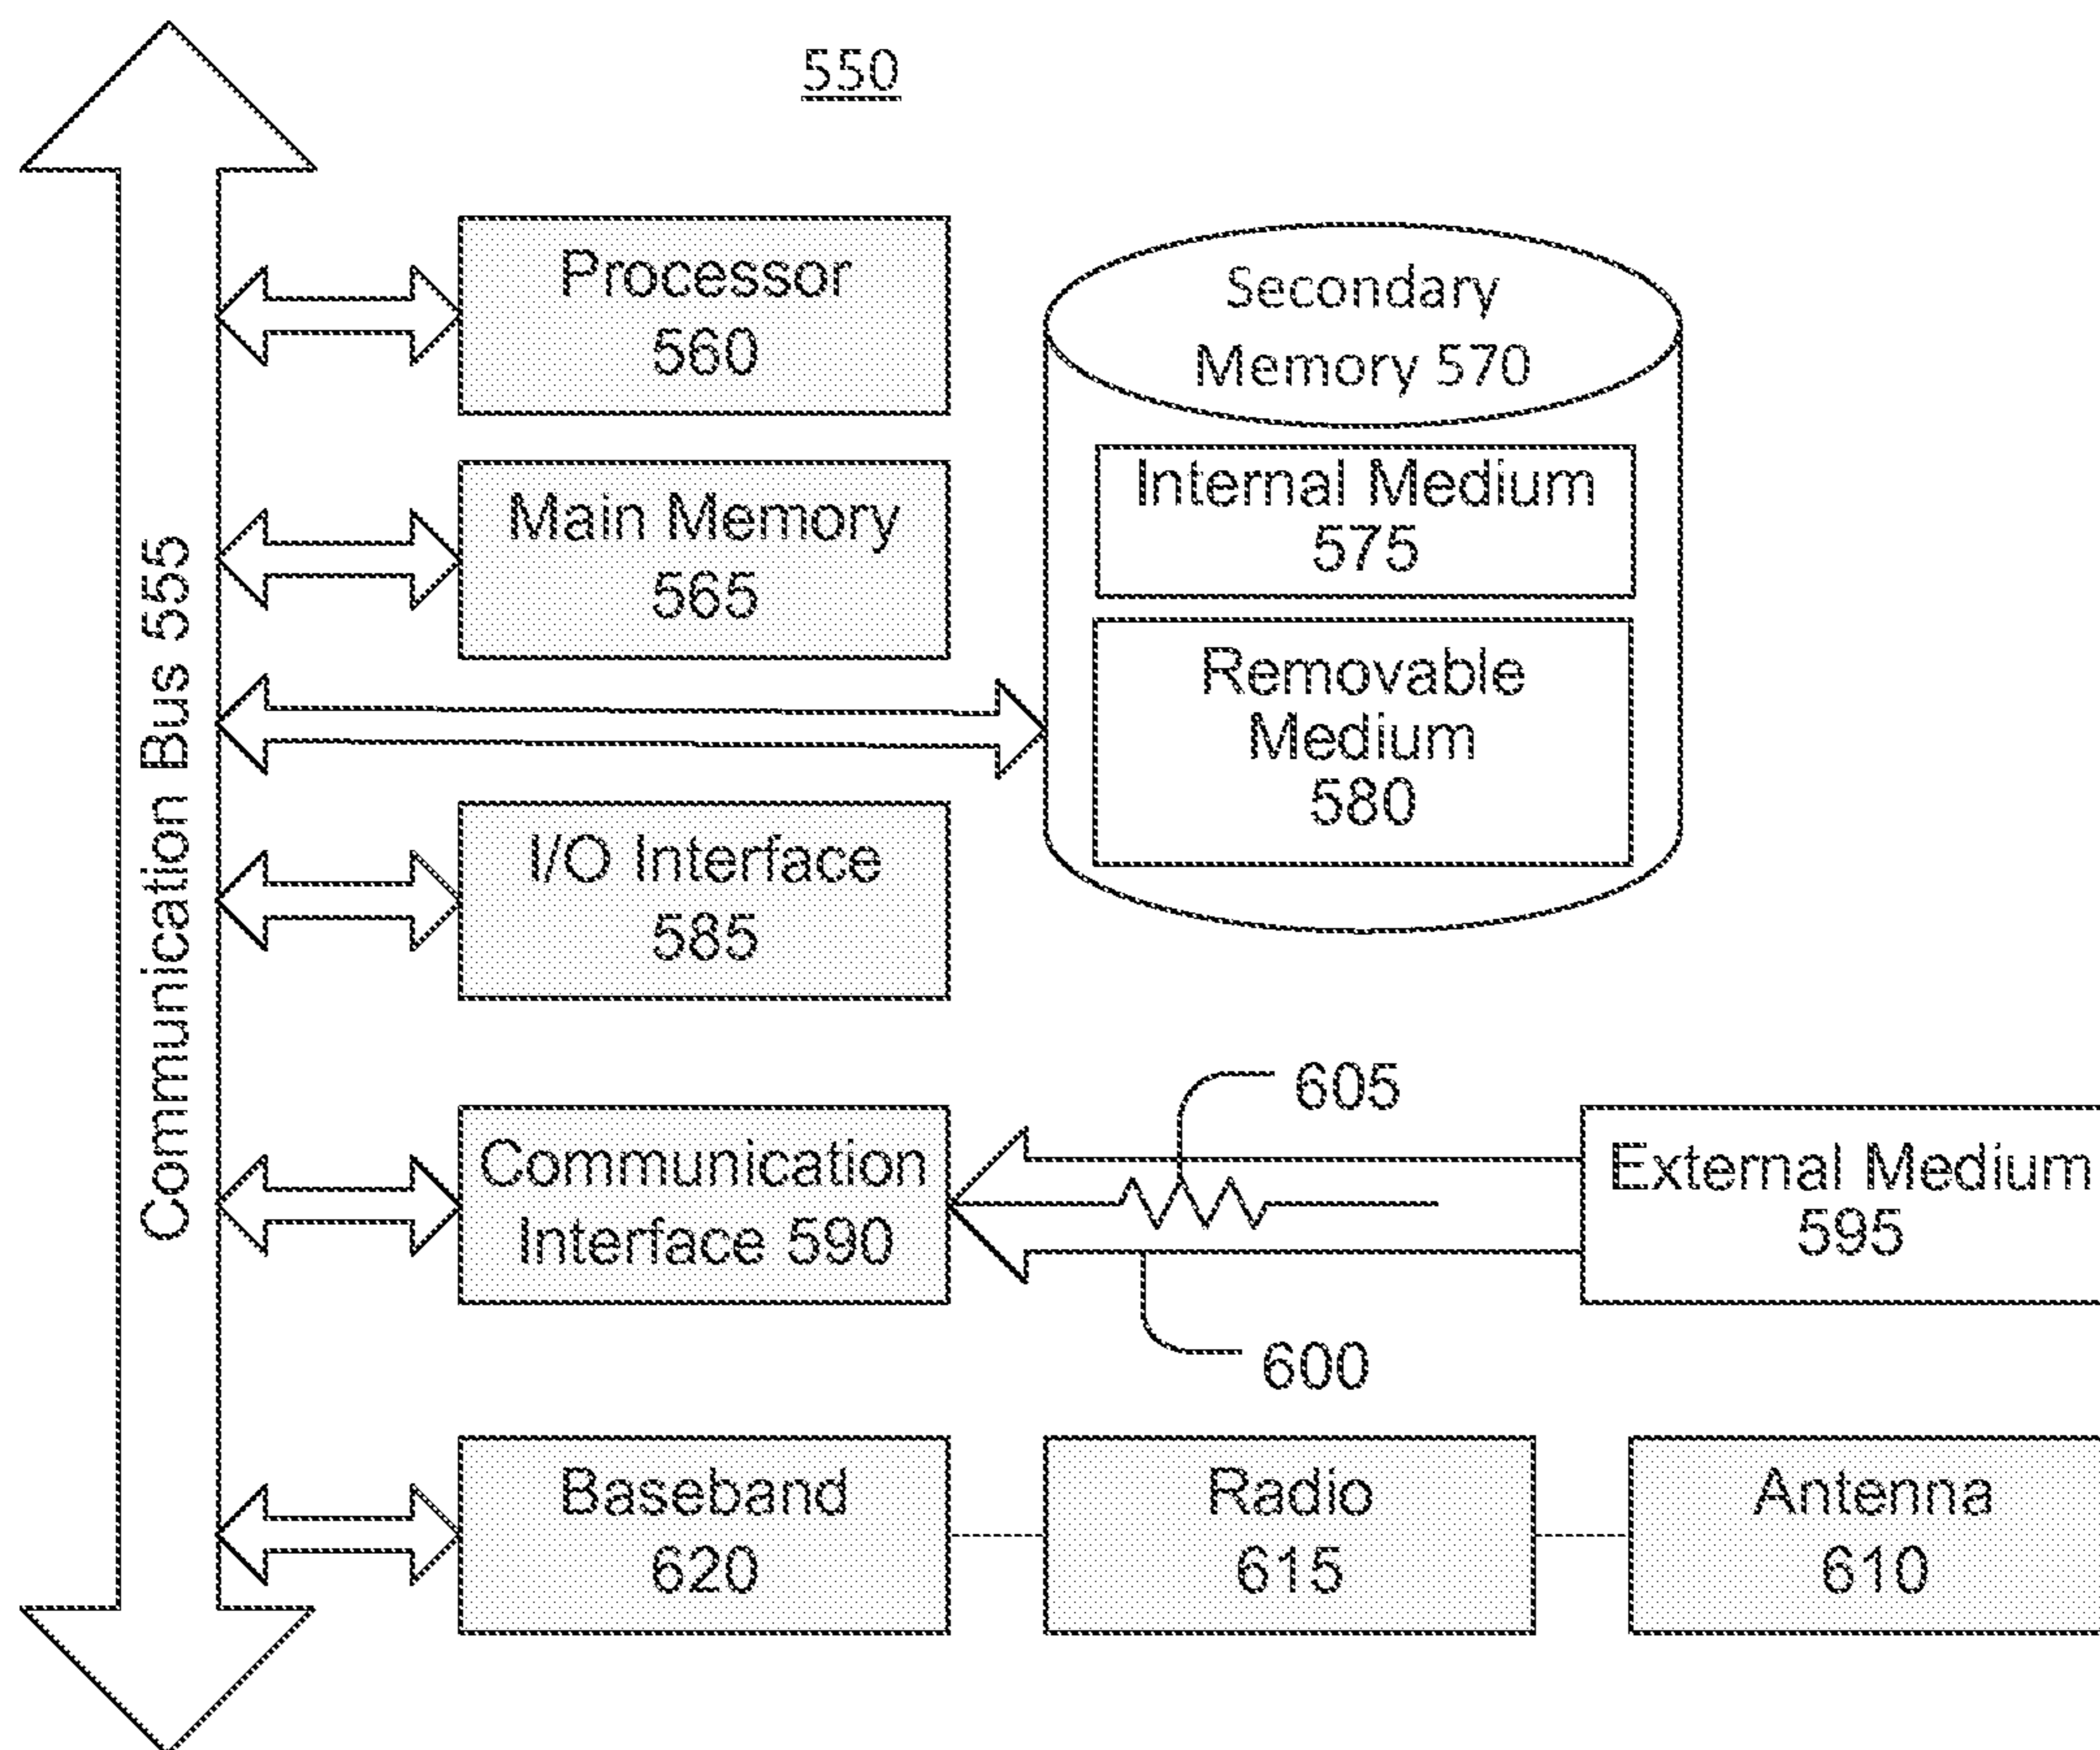 550
Communication Bus 555
Processor
560
Secondary
Memory 570
Main Memory
565
Internal Medium
575
Removable
Medium
580
I/O Interface
585
605
Communication
Interface 590
External Medium
595
600
Baseband
620
Radio
615
Antenna
610